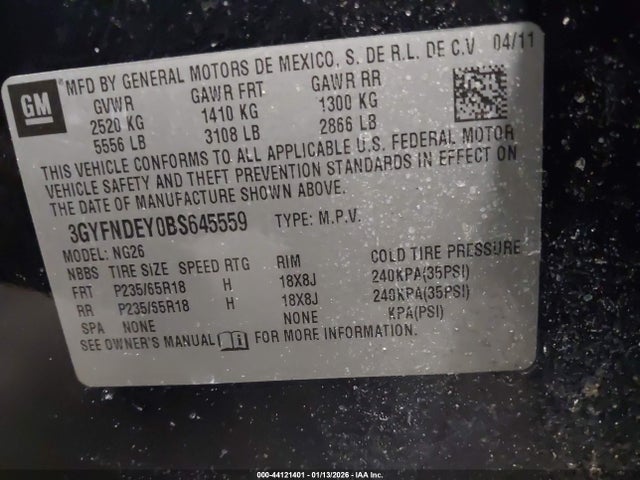 GM
MFD BY GENERAL MOTORS DE MEXICO, S. DE R.L. DE C.V 04/11
GVWR GAWR FRT GAWR RR
2520 KG 1410 KG 1300 KG
5556 LB 3108 LB 2866 LB
THIS VEHICLE CONFORMS TO ALL APPLICABLE U.S. FEDERAL MOTOR
VEHICLE SAFETY AND THEFT PREVENTION STANDARDS IN EFFECT ON
THE DATE OF MANUFACTURE SHOWN ABOVE.
3GYFNDEY0BS645559 TYPE: M.P.V.
MODEL: NG26
NBBS TIRE SIZE SPEED RTG RIM COLD TIRE PRESSURE
FRT P235/65R18 H 18X8J 240KPA(35PSI)
RR P235/65R18 H 18X8J 240KPA(35PSI)
SPA NONE NONE KPA(PSI)
SEE OWNER'S MANUAL FOR MORE INFORMATION.
000-44121401 - 01/13/2026 - IAA Inc.